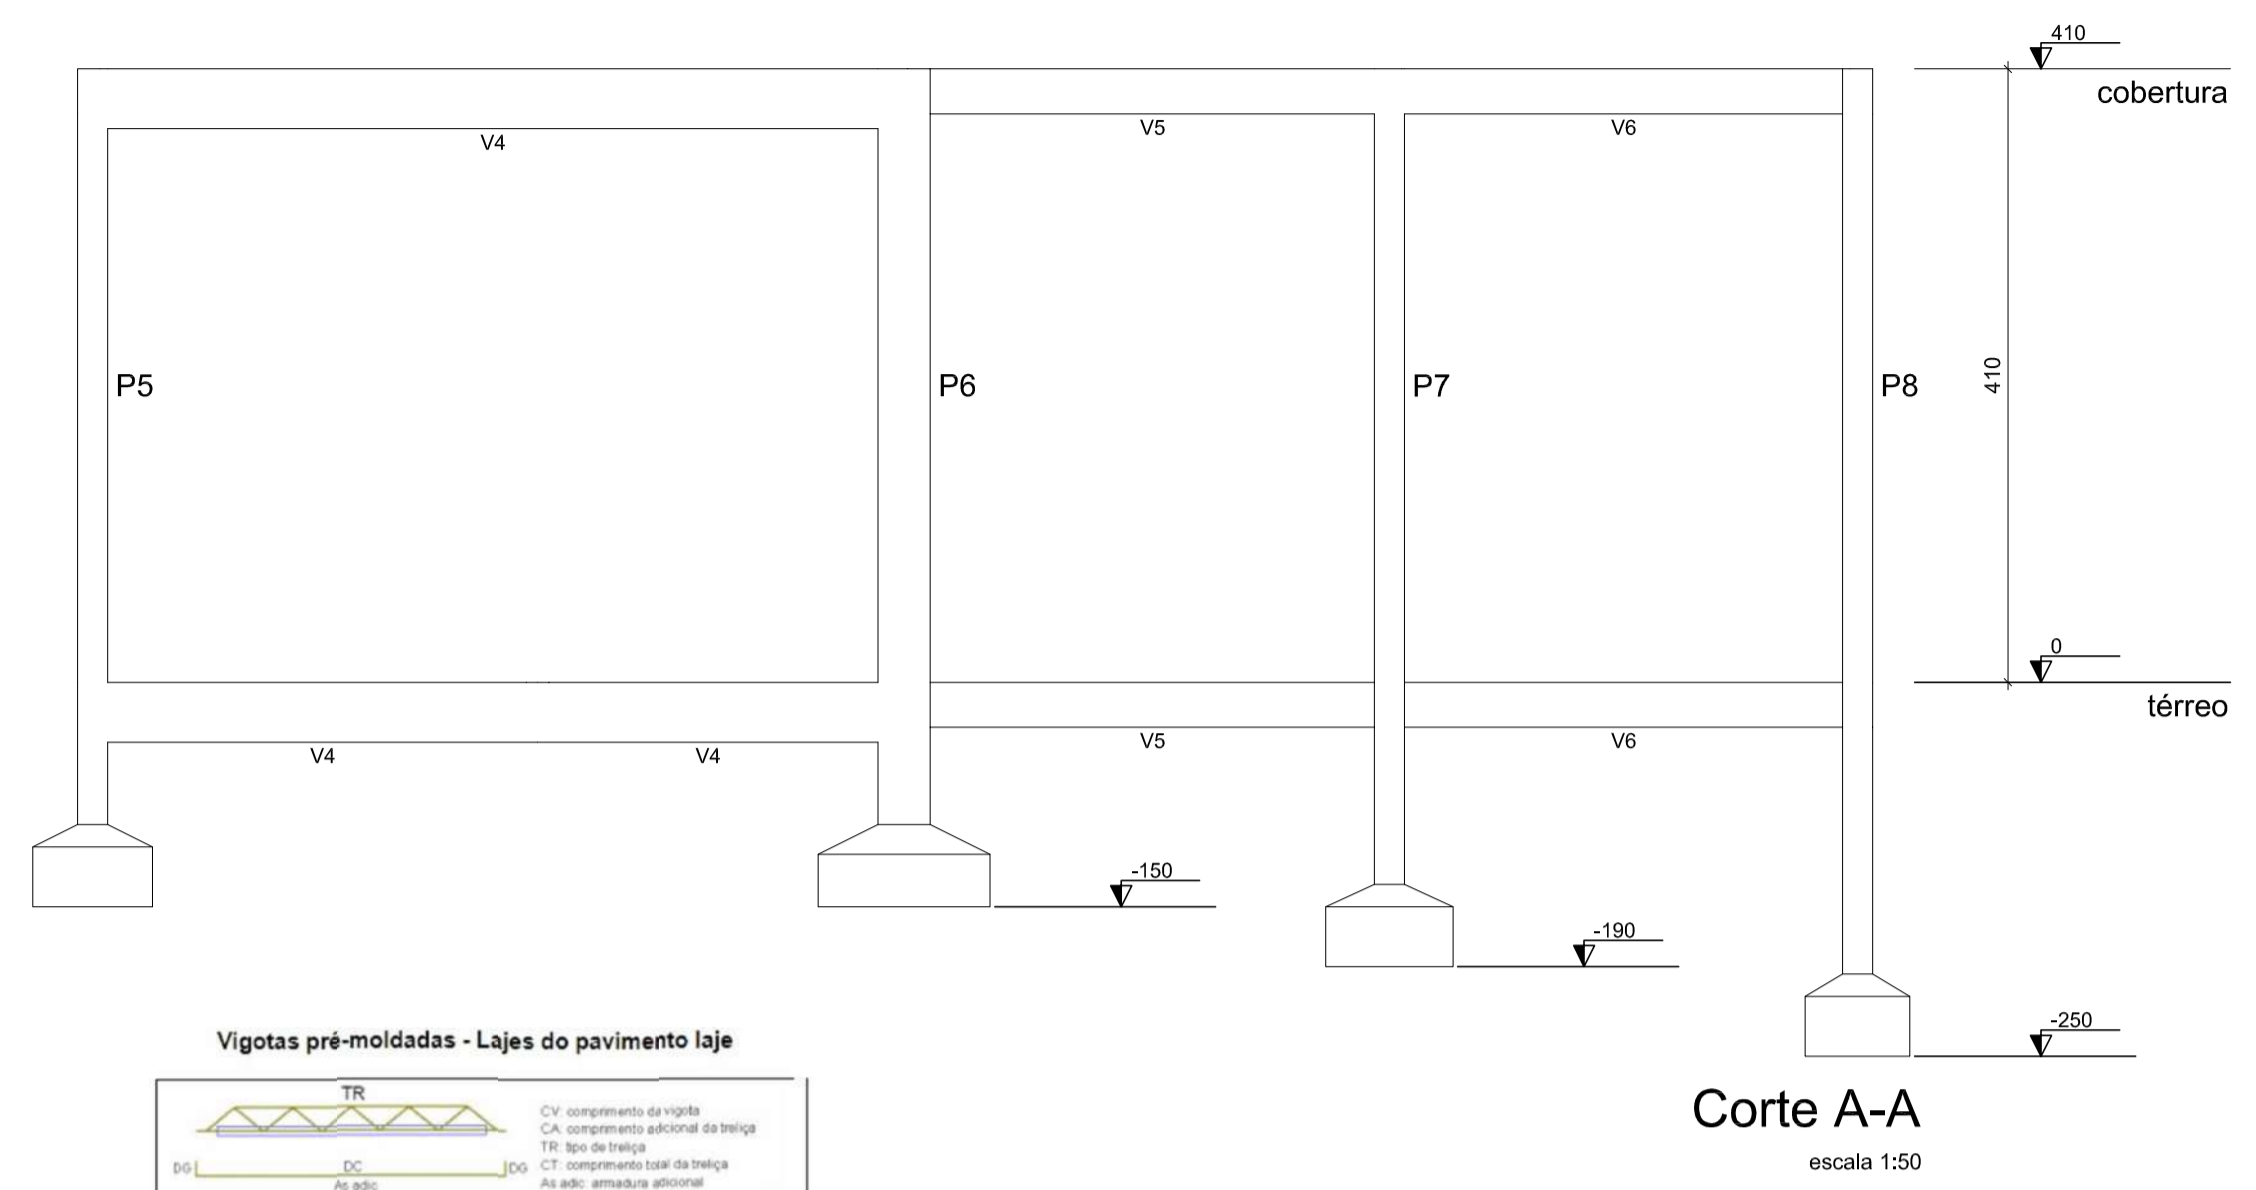 410
cobertura
V4
V5
V6
P5
P6
P7
P8
410
0
térreo
V4
V4
V5
V6
-150
-190
-250
Vigotas pré-moldadas - Lajes do pavimento laje
TR
CV: comprimento da vigota
CA: comprimento adicional da treliça
TR: tipo de treliça
DG DC DG CT: comprimento total da treliça
As adic As adic: armadura adicional
Corte A-A
escala 1:50